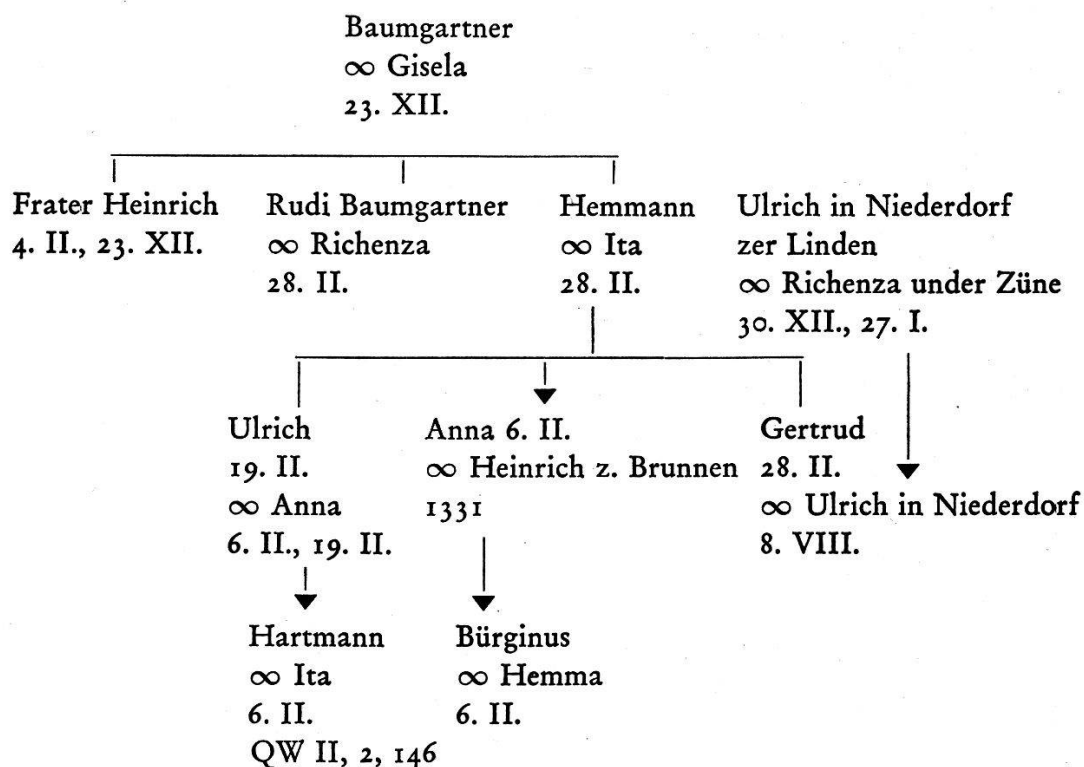 Baumgartner
∞ Gisela
23. XII.
Frater Heinrich
4. II., 23. XII.
Rudi Baumgartner
∞ Richenza
28. II.
Hemmann
∞ Ita
28. II.
Ulrich in Niederdorf
zer Linden
∞ Richenza under Züne
30. XII., 27. I.
Ulrich
19. II.
∞ Anna
6. II., 19. II.
Anna 6. II.
∞ Heinrich z. Brunnen
1331
Gertrud
28. II.
∞ Ulrich in Niederdorf
8. VIII.
Hartmann
∞ Ita
6. II.
QW II, 2, 146
Bürginus
∞ Hemma
6. II.